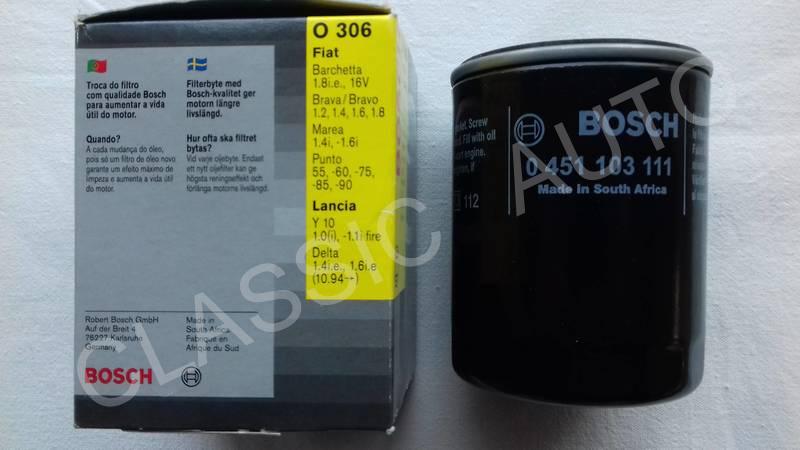 O 306
Fiat
Barchetta
1.8i.e., 16V
Brava/Bravo
1.2, 1.4, 1.6, 1.8
Marea
1.4i, -1.6i
Punto
55, -60, -75,
-85, -90
Lancia
Y 10
1.0(i), -1.1i fire
Delta
1.4i.e., 1.6i.e
(10.94→)
Troca do filtro
com qualidade Bosch
para aumentar a vida
útil do motor.
Quando?
A cada mudança do óleo,
pois só um filtro de óleo novo
garante um efeito máximo de
limpeza e aumenta a vida útil
do motor.
Filterbyte med
Bosch-kvalitet ger
motorn längre
livslängd.
Hur ofta ska filtret
bytas?
Vid varje oljebyte. Endast
ett nytt oljefilter kan ge
högsta reningseffekt och
förlänga motorns livslängd.
Robert Bosch GmbH
Auf der Breit 4
76227 Karlsruhe
Germany
Made in
South Africa
Fabriqué en
Afrique du Sud
BOSCH
BOSCH
0 451 103 111
Made in South Africa
Screw
Fill with oil
engine.
112
CLASSIC AUTO